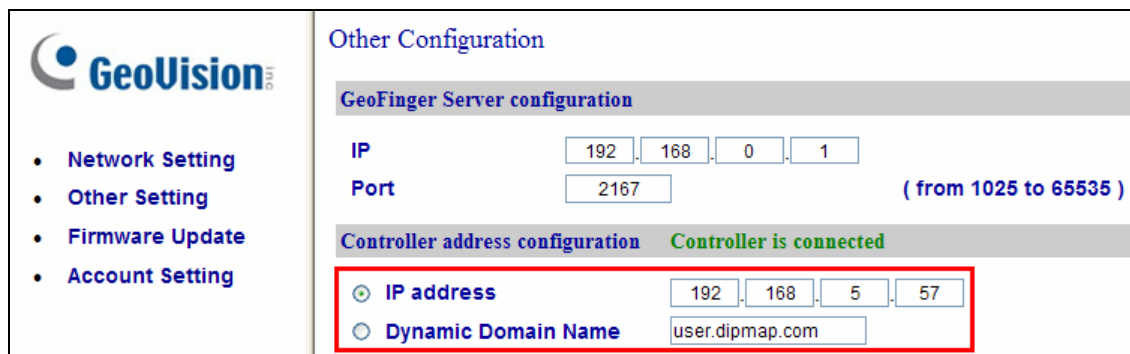 GeoVision inc
Network Setting
Other Setting
Firmware Update
Account Setting
Other Configuration
GeoFinger Server configuration
IP 192 . 168 . 0 . 1
Port 2167 ( from 1025 to 65535 )
Controller address configuration Controller is connected
IP address 192 . 168 . 5 . 57
Dynamic Domain Name user.dipmap.com